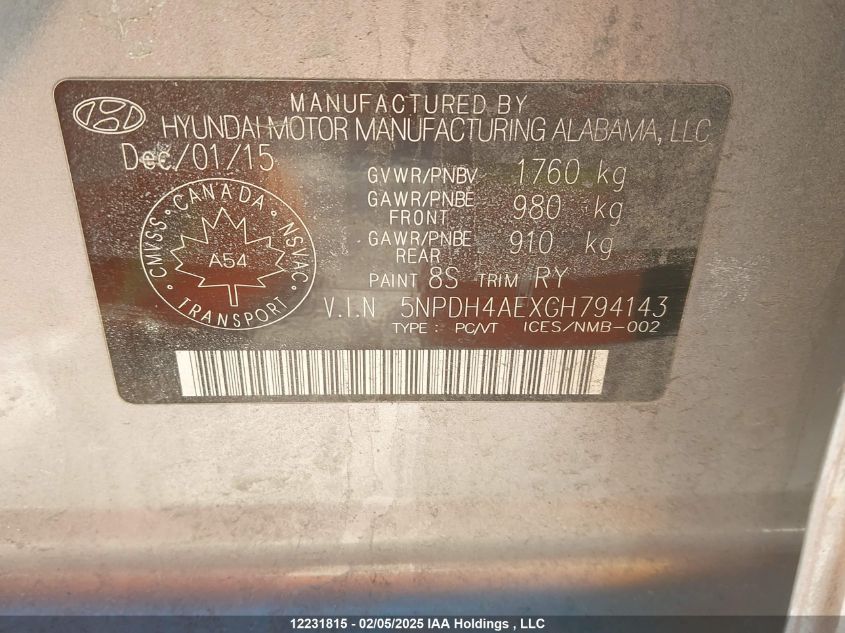 MANUFACTURED BY
HYUNDAI MOTOR MANUFACTURING ALABAMA, LLC
Dec/01/15
GVWR/PNBV 1760 kg
GAWR/PNBE FRONT 980 kg
GAWR/PNBE REAR 910 kg
PAINT 8S TRIM RY
V.I.N 5NPDH4AEXGH794143
TYPE : PC/VT ICES/NMB-002
CMVSS · CANADA · NSVAC
A54
TRANSPORT
12231815 - 02/05/2025 IAA Holdings , LLC